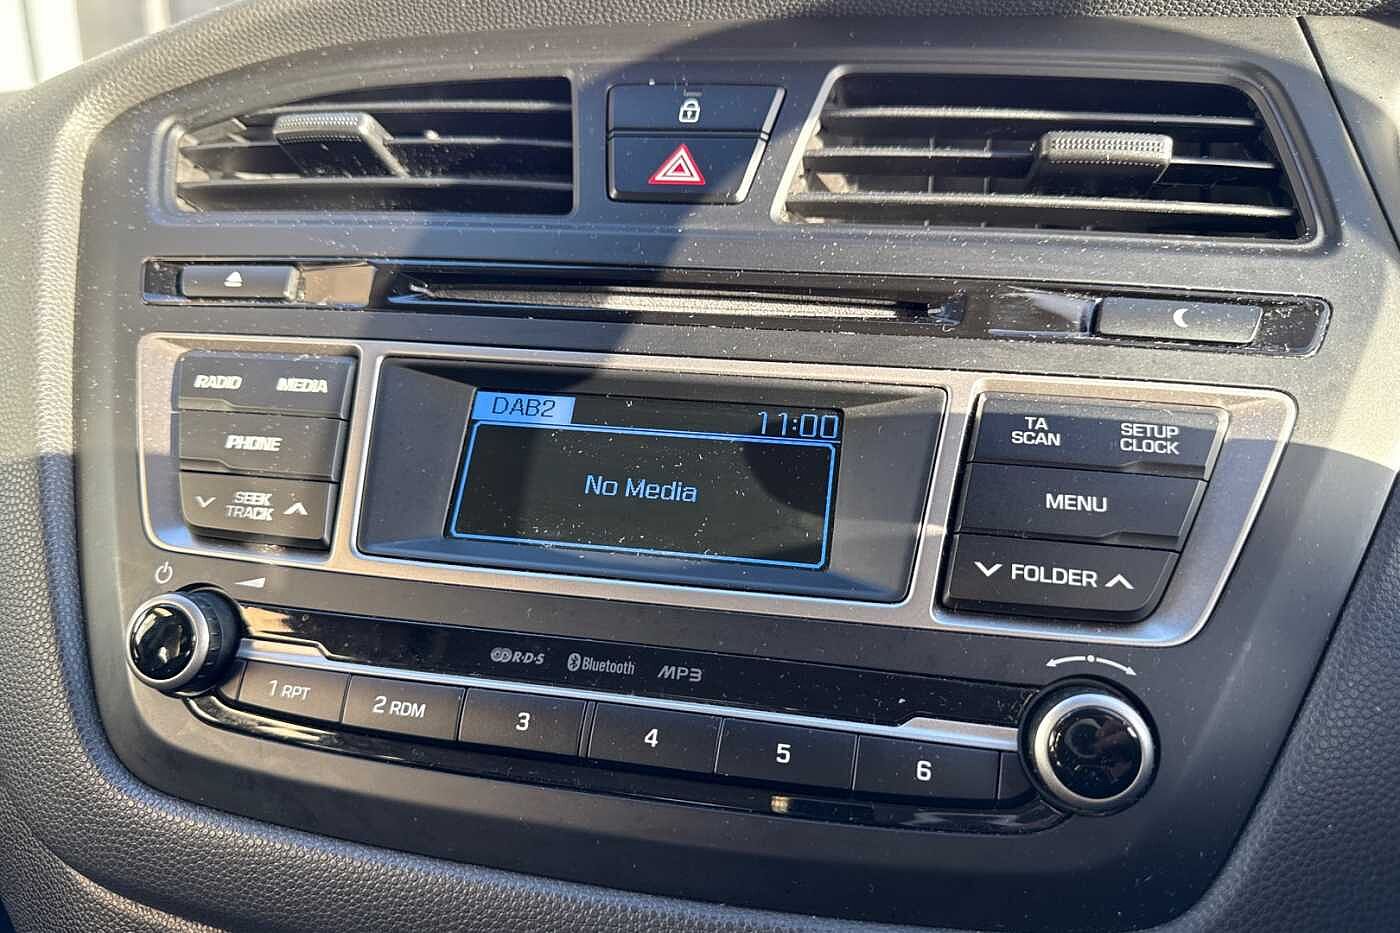 RADIO MEDIA
PHONE
SEEK
TRACK
DAB2
11:00
No Media
TA
SCAN
SETUP
CLOCK
MENU
FOLDER
R·D·S Bluetooth MP3
1 RPT
2 RDM
3
4
5
6